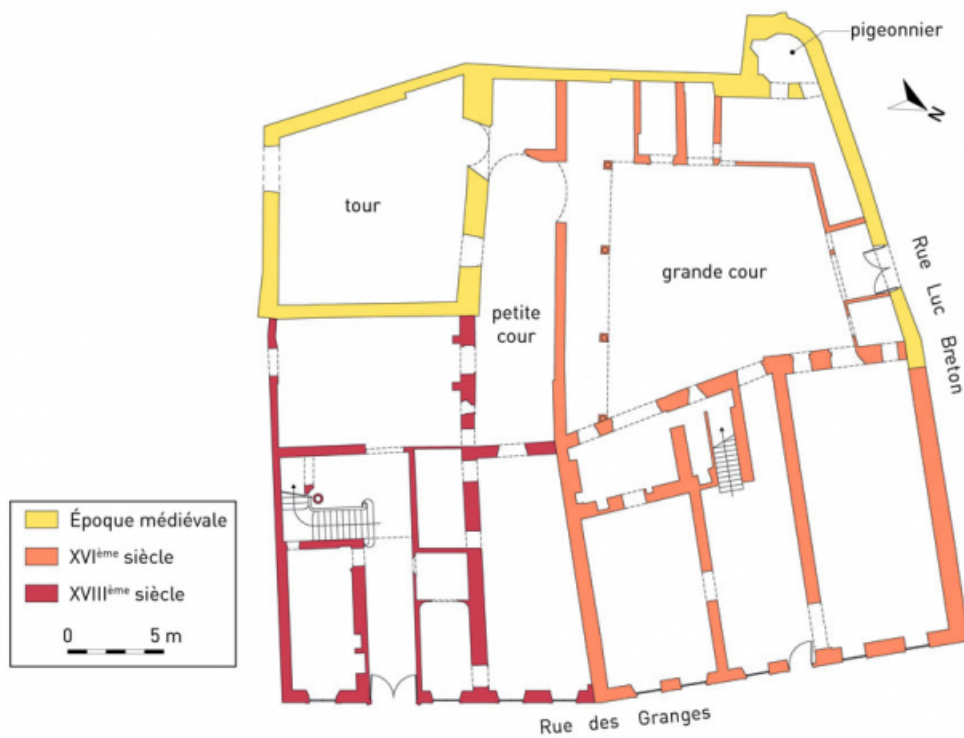 pigeonnier
N
tour
grande cour
petite
cour
Rue Luc Breton
Époque médiévale
XVIème siècle
XVIIIème siècle
0 5 m
Rue des Granges